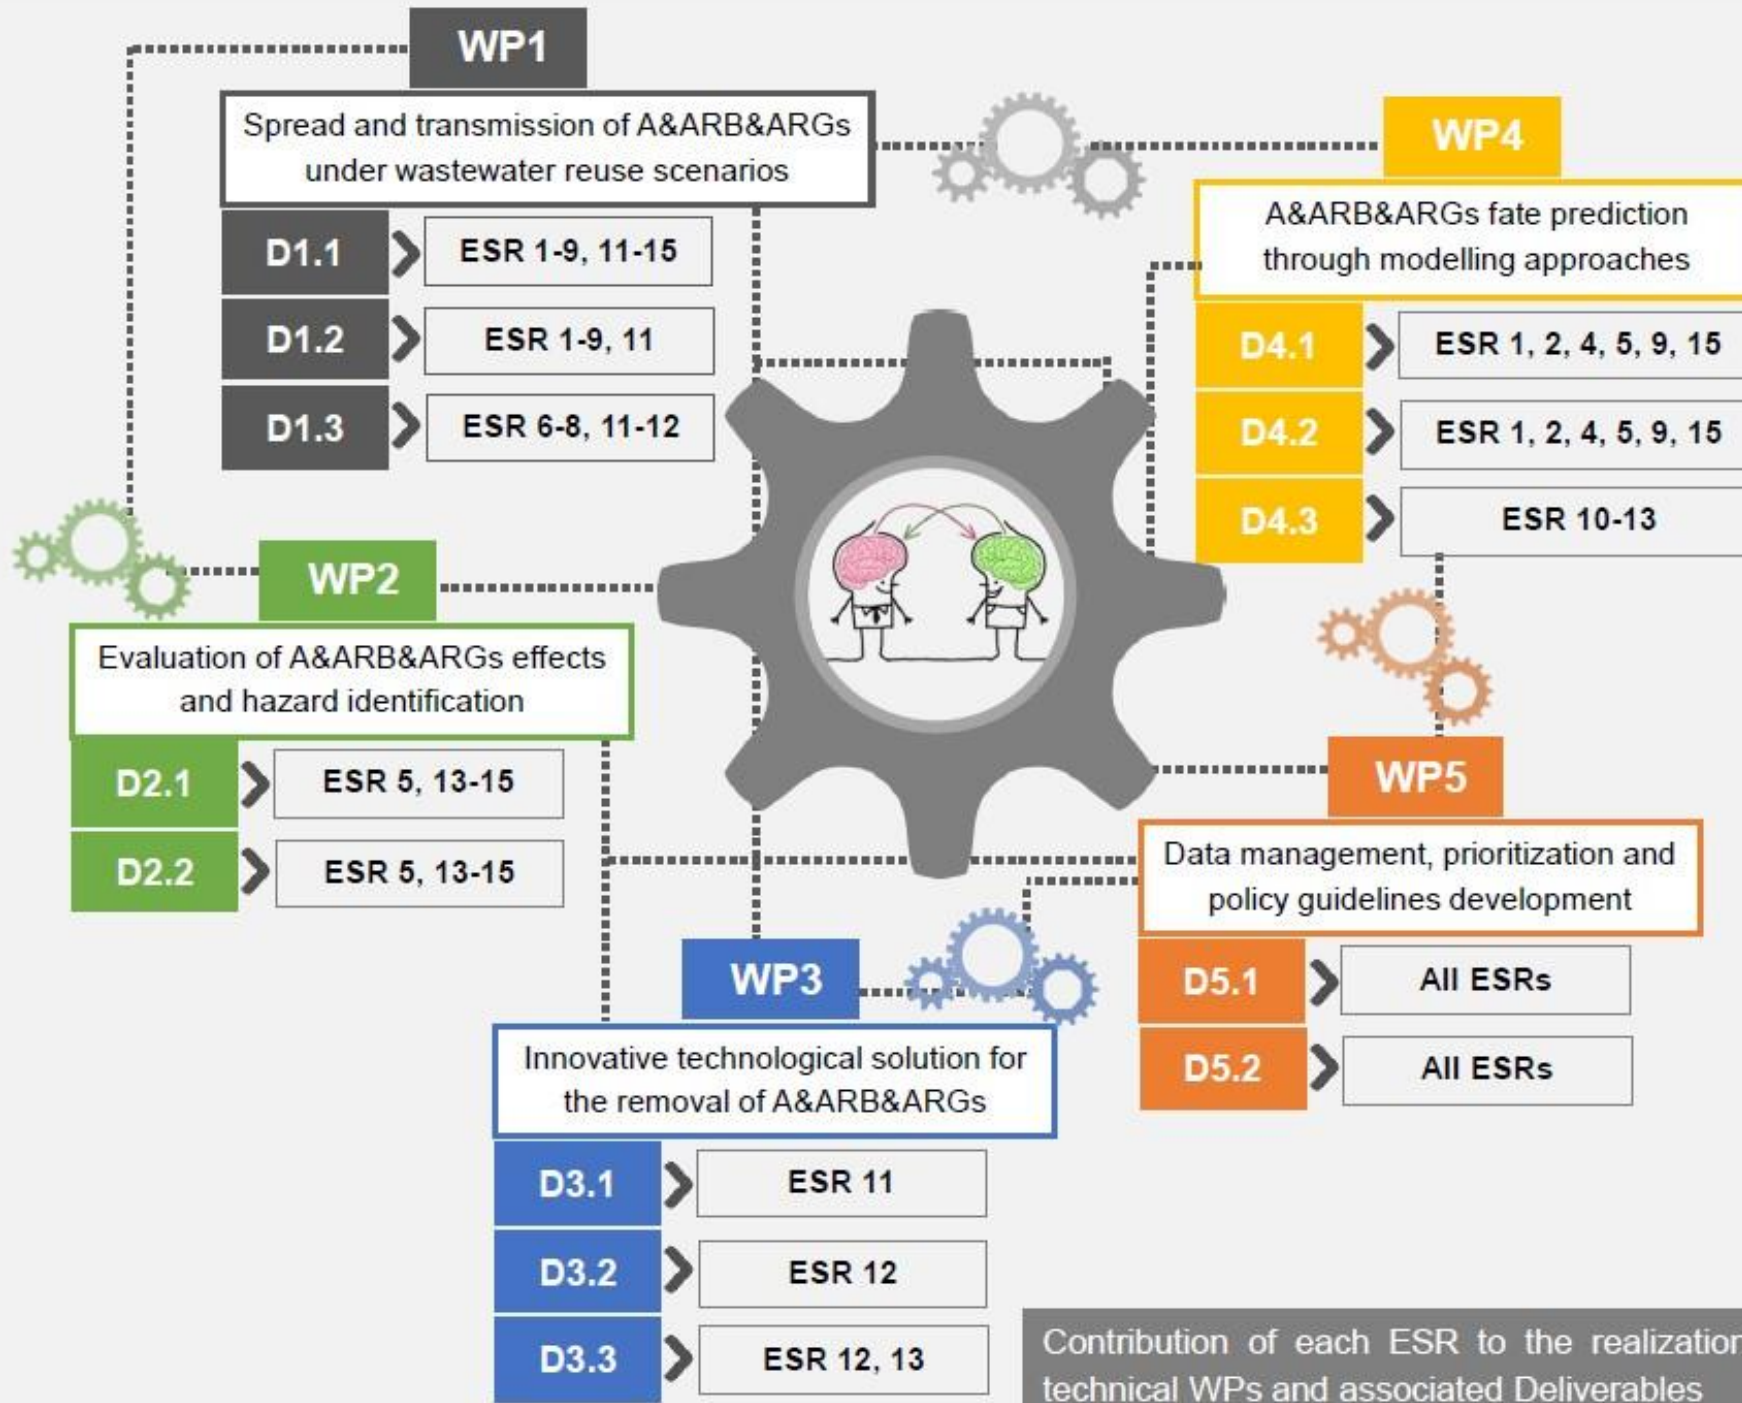 WP1
Spread and transmission of A&ARB&ARGs
under wastewater reuse scenarios
D1.1
ESR 1-9, 11-15
D1.2
ESR 1-9, 11
D1.3
ESR 6-8, 11-12
WP4
A&ARB&ARGs fate prediction
through modelling approaches
D4.1
ESR 1, 2, 4, 5, 9, 15
D4.2
ESR 1, 2, 4, 5, 9, 15
D4.3
ESR 10-13
WP2
Evaluation of A&ARB&ARGs effects
and hazard identification
D2.1
ESR 5, 13-15
D2.2
ESR 5, 13-15
WP5
Data management, prioritization and
policy guidelines development
D5.1
All ESRs
D5.2
All ESRs
WP3
Innovative technological solution for
the removal of A&ARB&ARGs
D3.1
ESR 11
D3.2
ESR 12
D3.3
ESR 12, 13
Contribution of each ESR to the realization
technical WPs and associated Deliverables